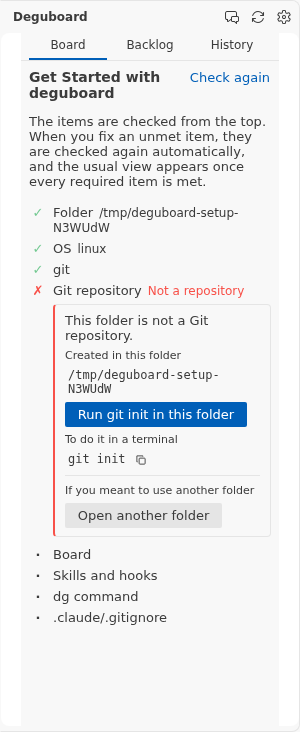 Deguboard
Board
Backlog
History
Get Started with
deguboard
Check again
The items are checked from the top.
When you fix an unmet item, they
are checked again automatically,
and the usual view appears once
every required item is met.
✓ Folder /tmp/deguboard-setup-
N3WUdW
✓ OS linux
✓ git
✗ Git repository Not a repository
This folder is not a Git
repository.
Created in this folder
/tmp/deguboard-setup-
N3WUdW
Run git init in this folder
To do it in a terminal
git init
If you meant to use another folder
Open another folder
· Board
· Skills and hooks
· dg command
· .claude/.gitignore